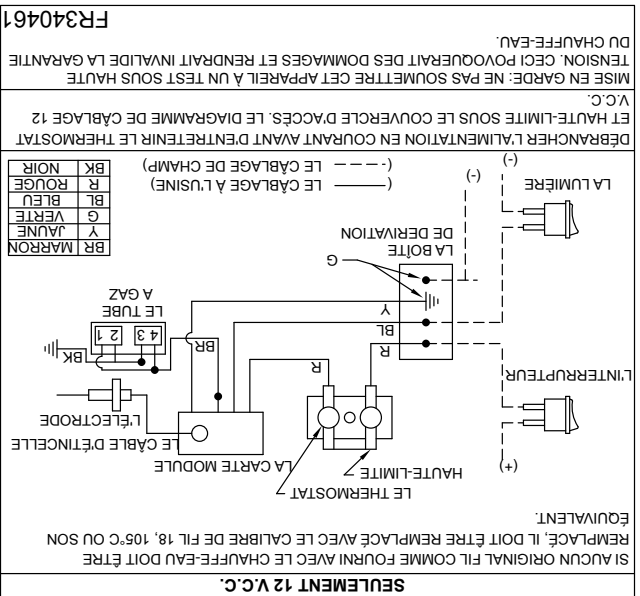 SEULEMENT 12 V.C.C.
SI AUCUN ORIGINAL FIL COMME FOURNI AVEC LE CHAUFFE-EAU DOIT ÊTRE
REMPLACÉ, IL DOIT ÊTRE REMPLACÉ AVEC LE CALIBRE DE FIL 18, 105°C OU SON
ÉQUIVALENT.
(+)
LE THERMOSTAT
HAUTE-LIMITE
LA CARTE MODULE
LE CÂBLE D'ÉTINCELLE
L'ÉLECTRODE
L'INTERRUPTEUR
R
R
BL
Y
BR
BK
4 3
2 1
LE TUBE
A GAZ
G
LA BOÎTE
DE DERIVATION
LA LUMIÈRE
(-)
(-)
(———) LE CÂBLAGE À L'USINE)
(- — — — LE CÂBLAGE DE CHAMP)
BR MARRON
Y JAUNE
G VERTE
BL BLEU
R ROUGE
BK NOIR
DÉBRANCHER L'ALIMENTATION EN COURANT AVANT D'ENTRETENIR LE THERMOSTAT
ET HAUTE-LIMITE SOUS LE COUVERCLE D'ACCÈS. LE DIAGRAMME DE CÂBLAGE 12
V.C.C.
MISE EN GARDE: NE PAS SOUMETTRE CET APPAREIL À UN TEST SOUS HAUTE
TENSION. CECI POVOQUERAIT DES DOMMAGES ET RENDRAIT INVALIDE LA GARANTIE
DU CHAUFFE-EAU.
FR340461